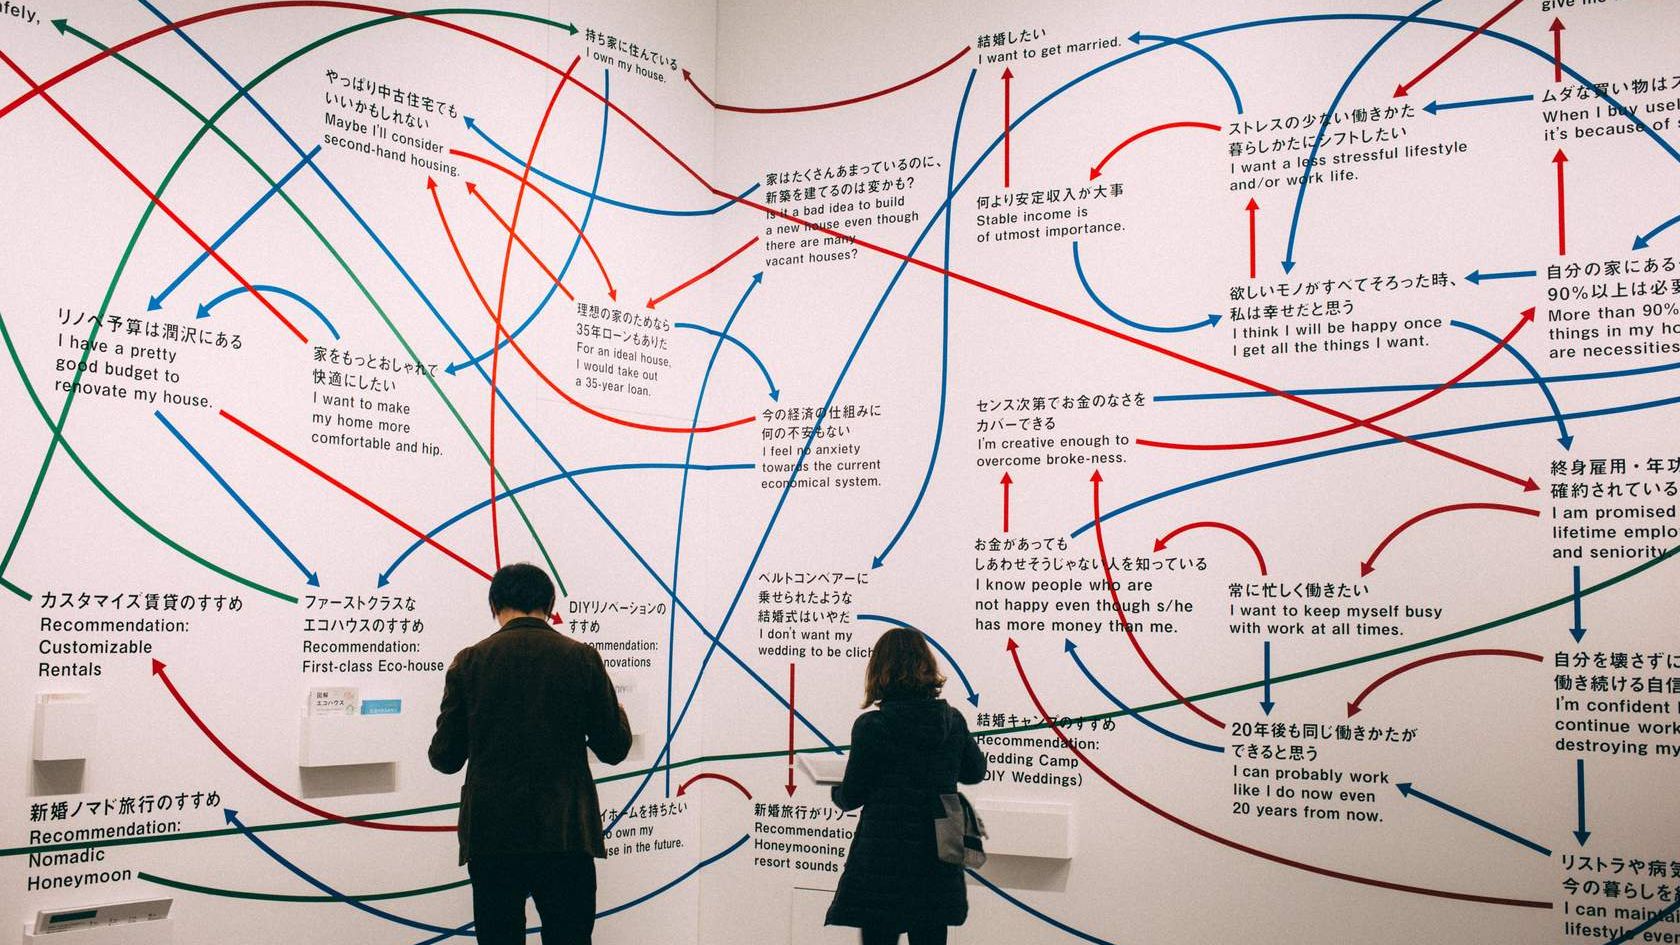 fely,
持ち家に住んでいる
I own my house.
結婚したい
I want to get married.
give me
やっぱり中古住宅でも
いいかもしれない
Maybe I'll consider
second-hand housing.
家はたくさんあまっているのに、
新築を建てるのは変かも?
Is it a bad idea to build
a new house even though
there are many
vacant houses?
何より安定収入が大事
Stable income is
of utmost importance.
ストレスの少ない働きかた
暮らしかたにシフトしたい
I want a less stressful lifestyle
and/or work life.
ムダな買い物はス
When I buy usel
it's because of s
リノベ予算は潤沢にある
I have a pretty
good budget to
renovate my house.
家をもっとおしゃれで
快適にしたい
I want to make
my home more
comfortable and hip.
理想の家のためなら
35年ローンもありだ
For an ideal house,
I would take out
a 35-year loan.
欲しいモノがすべてそろった時、
私は幸せだと思う
I think I will be happy once
I get all the things I want.
自分の家にある
90%以上は必要
More than 90%
things in my ho
are necessities
今の経済の仕組みに
何の不安もない
I feel no anxiety
towards the current
economical system.
センス次第でお金のなさを
カバーできる
I'm creative enough to
overcome broke-ness.
終身雇用・年功
確約されている
I am promised
lifetime emplo
and seniority
カスタマイズ賃貸のすすめ
Recommendation:
Customizable
Rentals
ファーストクラスな
エコハウスのすすめ
Recommendation:
First-class Eco-house
図解
エコハウス
DIYリノベーションの
すすめ
ommendation:
novations
DIY
ベルトコンベアーに
乗せられたような
結婚式はいやだ
I don't want my
wedding to be clich
お金があっても
しあわせそうじゃない人を知っている
I know people who are
not happy even though s/he
has more money than me.
常に忙しく働きたい
I want to keep myself busy
with work at all times.
自分を壊さずに
働き続ける自信
I'm confident I
continue work
destroying my
結婚キャンプのすすめ
Recommendation:
Wedding Camp
(DIY Weddings)
20年後も同じ働きかたが
できると思う
I can probably work
like I do now even
20 years from now.
新婚ノマド旅行のすすめ
Recommendation:
Nomadic
Honeymoon
イホームを持ちたい
to own my
use in the future.
新婚旅行がリゾー
Recommendation
Honeymooning
resort sounds
リストラや病気
今の暮らしを維
I can maintai
lifestyle even